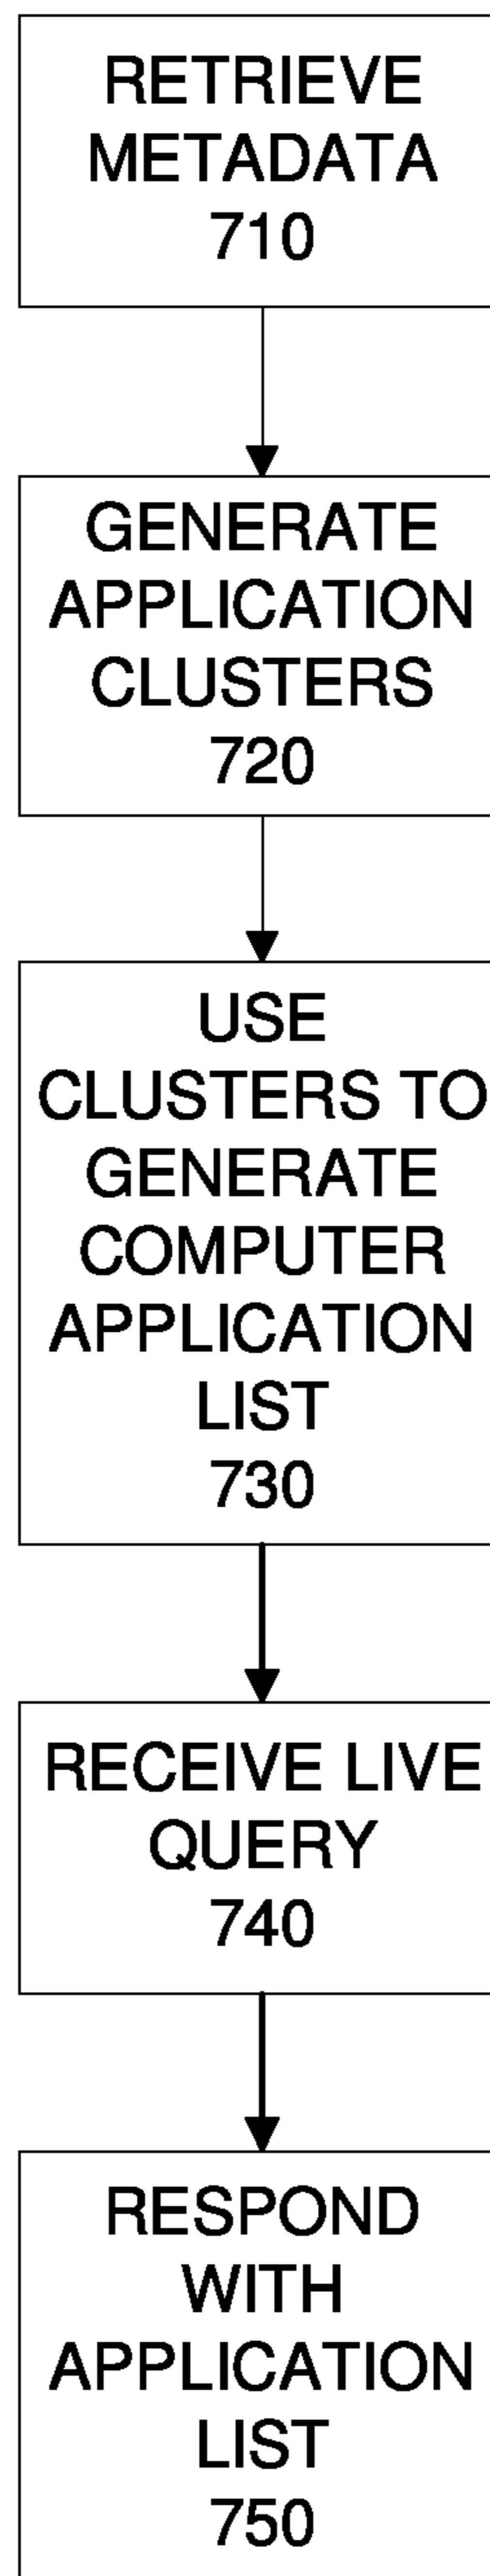 RETRIEVE
METADATA
710
GENERATE
APPLICATION
CLUSTERS
720
USE
CLUSTERS TO
GENERATE
COMPUTER
APPLICATION
LIST
730
RECEIVE LIVE
QUERY
740
RESPOND
WITH
APPLICATION
LIST
750